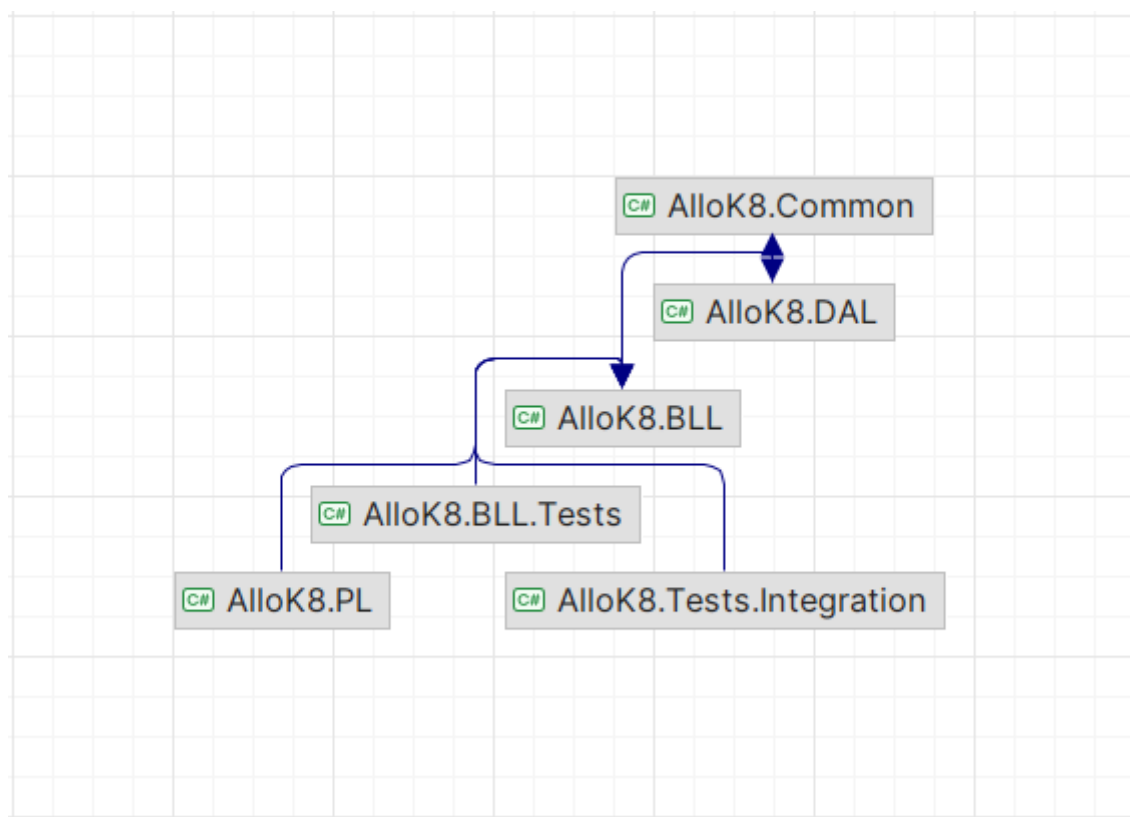 C# AlloK8.Common
C# AlloK8.DAL
C# AlloK8.BLL
C# AlloK8.BLL.Tests
C# AlloK8.PL
C# AlloK8.Tests.Integration